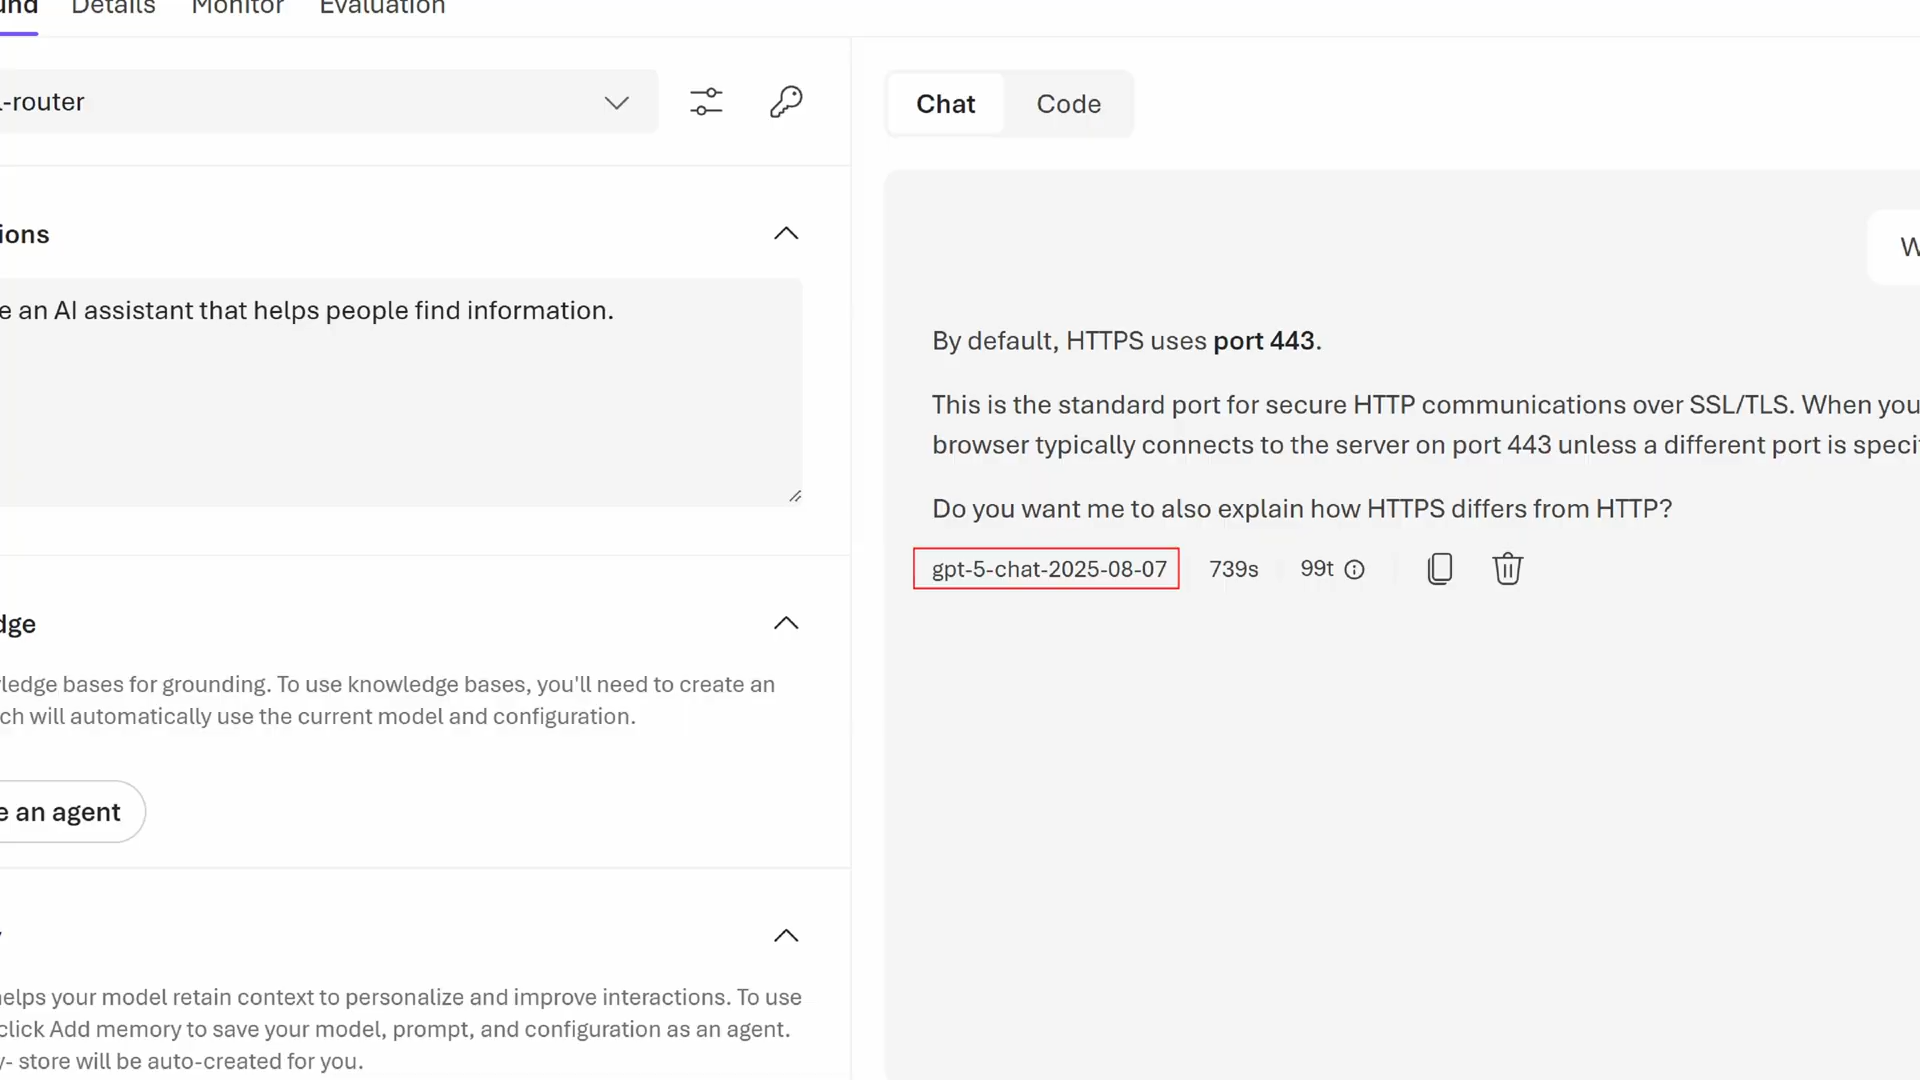 Details Monitor Evaluation
-router
Chat Code
an AI assistant that helps people find information.
By default, HTTPS uses port 443.
This is the standard port for secure HTTP communications over SSL/TLS. When you
browser typically connects to the server on port 443 unless a different port is
Do you want me to also explain how HTTPS differs from HTTP?
gpt-5-chat-2025-08-07 739s 99t
bases for grounding. To use knowledge bases, you'll need to create an
will automatically use the current model and configuration.
an agent
your model retain context to personalize and improve interactions. To use
click Add memory to save your model, prompt, and configuration as an agent.
store will be auto-created for you.